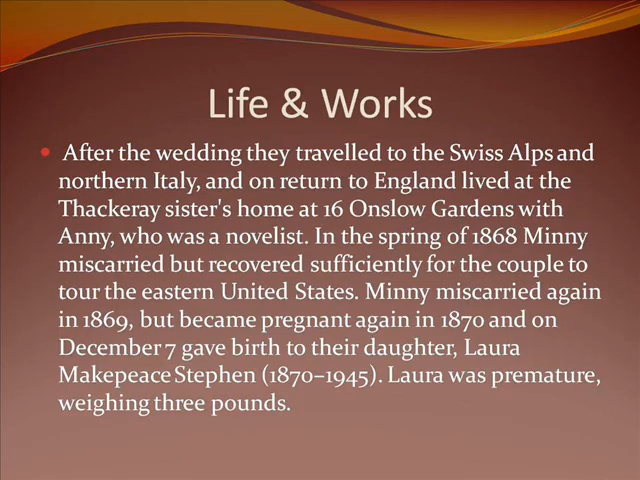 Life & Works
• After the wedding they travelled to the Swiss Alps and
northern Italy, and on return to England lived at the
Thackeray sister's home at 16 Onslow Gardens with
Anny, who was a novelist. In the spring of 1868 Minny
miscarried but recovered sufficiently for the couple to
tour the eastern United States. Minny miscarried again
in 1869, but became pregnant again in 1870 and on
December 7 gave birth to their daughter, Laura
Makepeace Stephen (1870–1945). Laura was premature,
weighing three pounds.